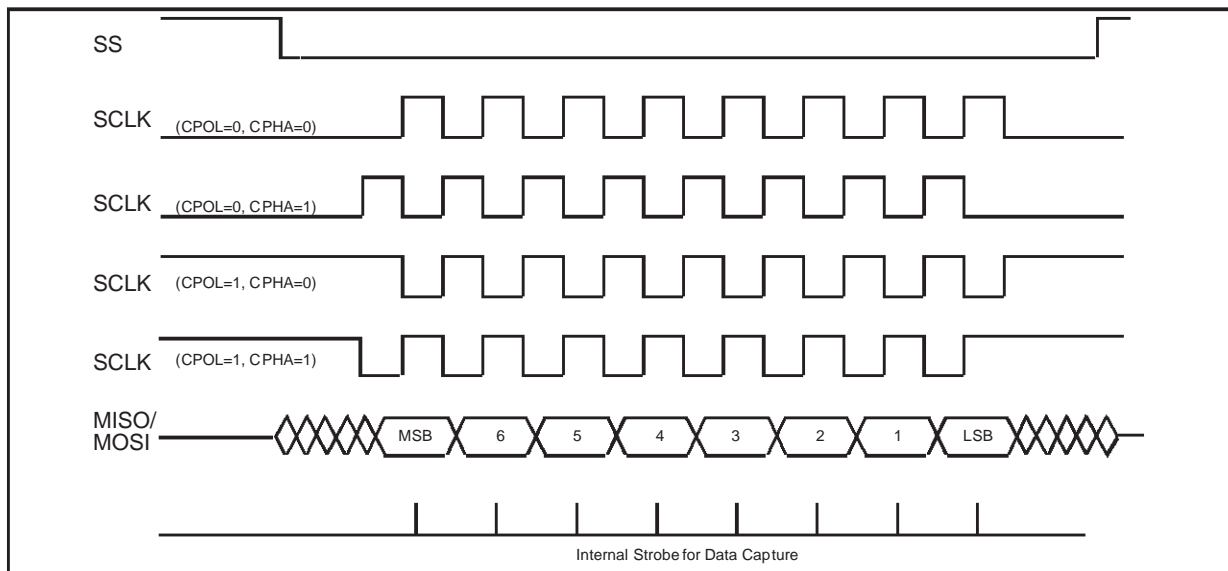 SS
SCLK (CPOL=0, CPHA=0)
SCLK (CPOL=0, CPHA=1)
SCLK (CPOL=1, CPHA=0)
SCLK (CPOL=1, CPHA=1)
MISO/
MOSI
MSB 6 5 4 3 2 1 LSB
Internal Strobe for Data Capture